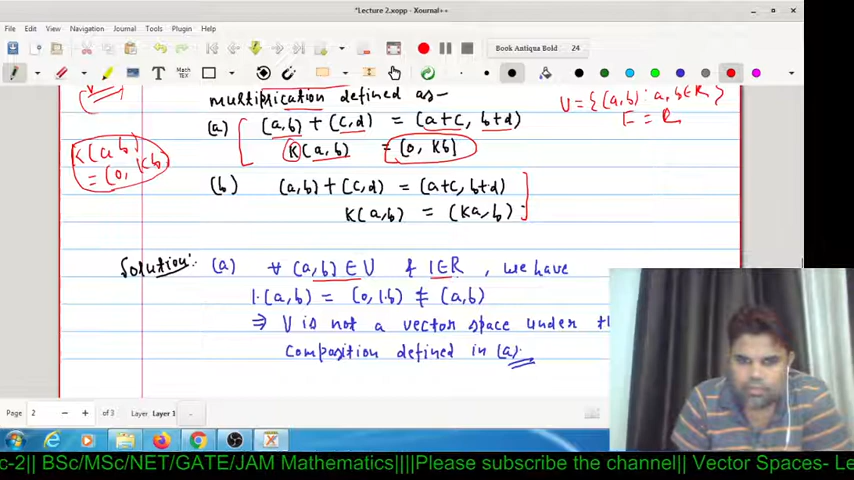 *Lecture 2.xopp - Xournal++
File Edit View Navigation Journal Tools Plugin Help
Book Antiqua Bold 24
multiplication defined as—
V = {(a,b) : a,b∈R}
F = R
(a) (a,b) + (c,d) = (a+c, b+d)
k(a,b) = (0, kb)
k(a,b)
= (0, kb)
(b) (a,b) + (c,d) = (a+c, b+d)
k(a,b) = (ka, b)
Solution: (a) ∀ (a,b) ∈ V & 1∈R, we have
1.(a,b) = (0, 1.b) ≠ (a,b)
⇒ V is not a vector space under
composition defined in (a).
Page 2 of 3 Layer Layer 1
c-2|| BSc/MSc/NET/GATE/JAM Mathematics||||Please subscribe the channel|| Vector Spaces- Le